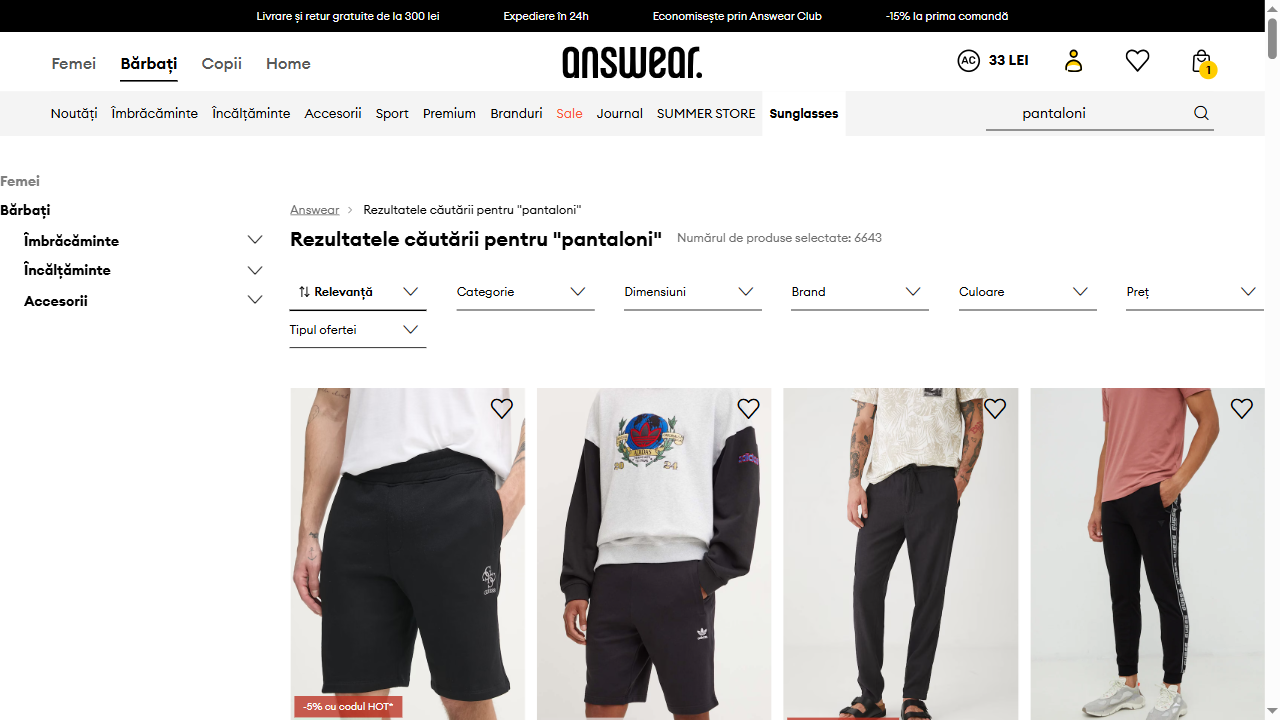 Livrare și retur gratuite de la 300 lei Expediere în 24h Economisește prin Answear Club -15% la prima comandă
Femei Bărbați Copii Home answear. AC 33 LEI 1
Noutăți Îmbrăcăminte Încălțăminte Accesorii Sport Premium Branduri Sale Journal SUMMER STORE Sunglasses pantaloni
Femei
Bărbați
Îmbrăcăminte
Încălțăminte
Accesorii
Answear Rezultatele căutării pentru "pantaloni"
Rezultatele căutării pentru "pantaloni" Numărul de produse selectate: 6643
Relevanță Categorie Dimensiuni Brand Culoare Preț
Tipul ofertei
-5% cu codul HOT*